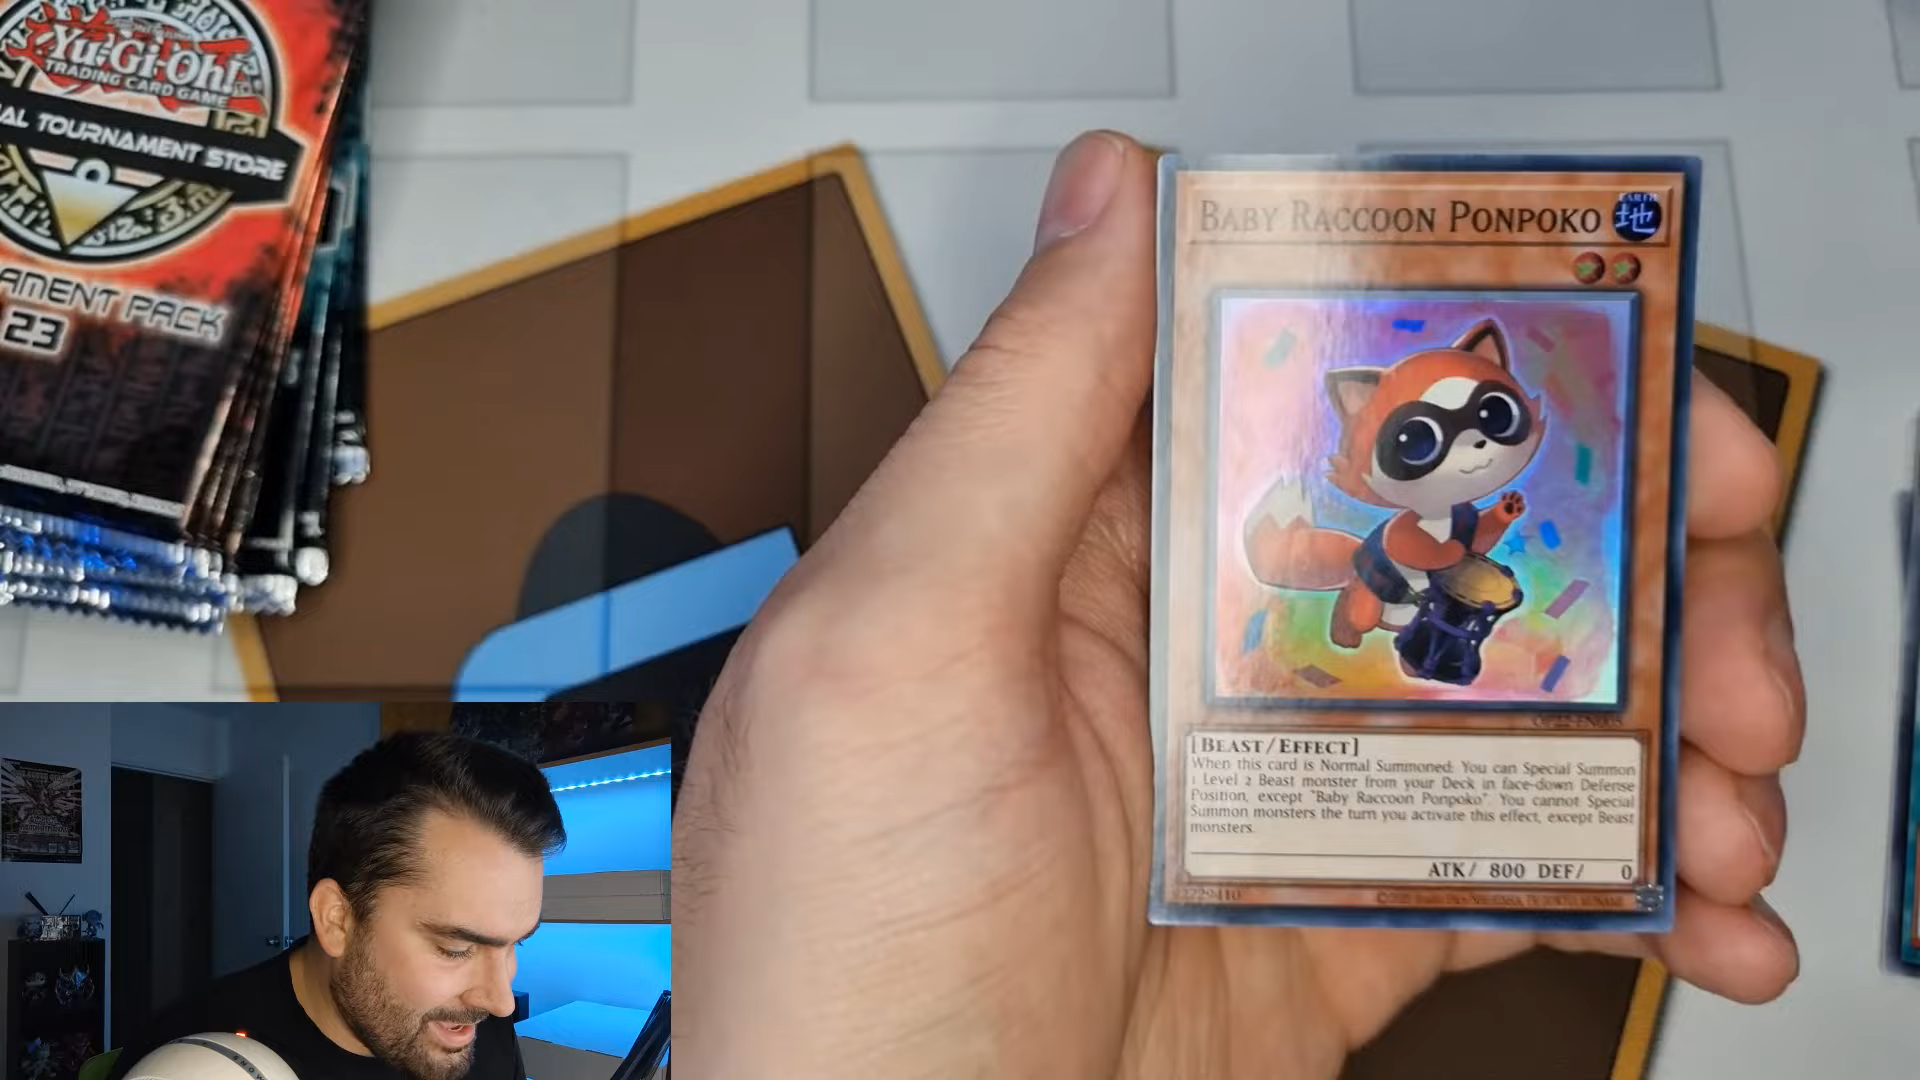 Yu-Gi-Oh!
TRADING CARD GAME
AL TOURNAMENT STORE
AMENT PACK
23
BABY RACCOON PONPOKO
EARTH
地
OP22-EN005
[BEAST/EFFECT]
When this card is Normal Summoned: You can Special Summon
1 Level 2 Beast monster from your Deck in face-down Defense
Position, except "Baby Raccoon Ponpoko". You cannot Special
Summon monsters the turn you activate this effect, except Beast
monsters.
ATK/ 800 DEF/ 0